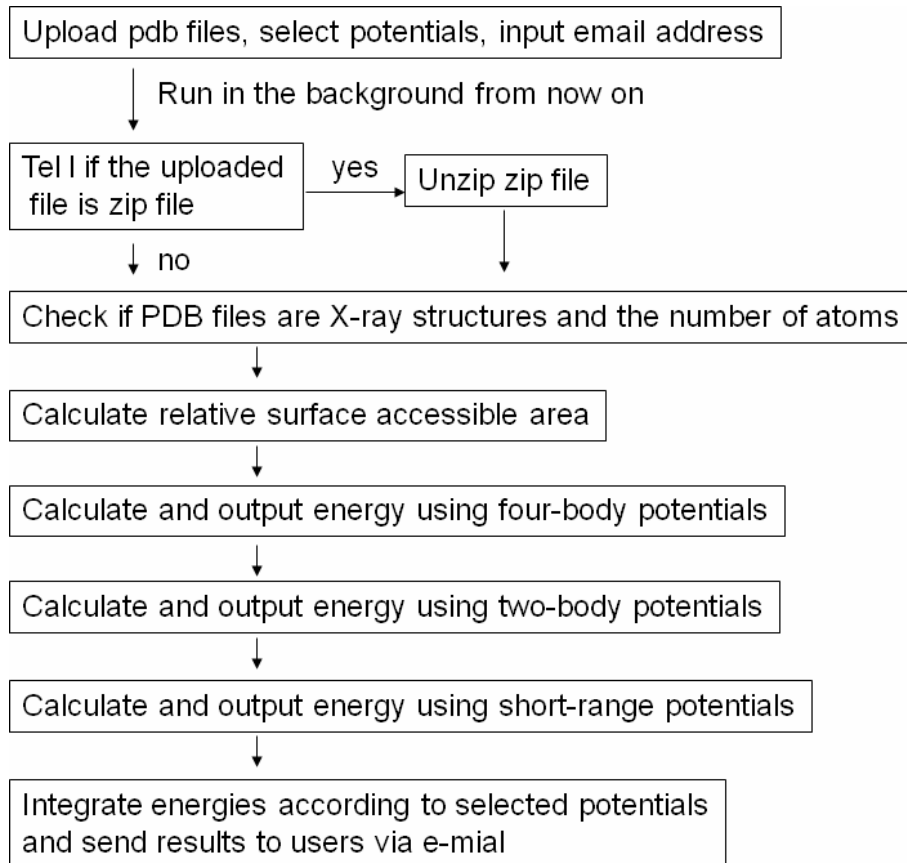 Upload pdb files, select potentials, input email address
Run in the background from now on
Tel l if the uploaded
file is zip file
yes
Unzip zip file
no
Check if PDB files are X-ray structures and the number of atoms
Calculate relative surface accessible area
Calculate and output energy using four-body potentials
Calculate and output energy using two-body potentials
Calculate and output energy using short-range potentials
Integrate energies according to selected potentials
and send results to users via e-mial